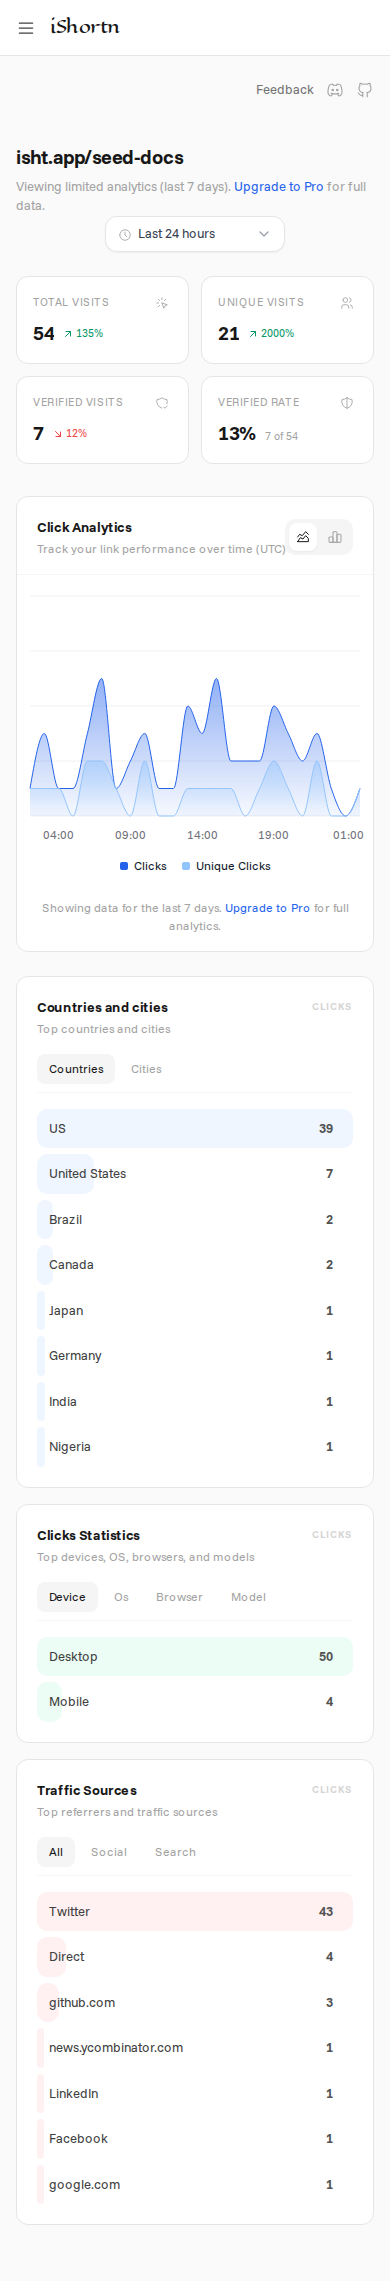 iShortn
Feedback
isht.app/seed-docs
Viewing limited analytics (last 7 days). Upgrade to Pro for full
data.
Last 24 hours
TOTAL VISITS
54 135%
UNIQUE VISITS
21 2000%
VERIFIED VISITS
7 12%
VERIFIED RATE
13% 7 of 54
Click Analytics
Track your link performance over time (UTC)
04:00 09:00 14:00 19:00 01:00
Clicks Unique Clicks
Showing data for the last 7 days. Upgrade to Pro for full
analytics.
Countries and cities CLICKS
Top countries and cities
Countries Cities
US 39
United States 7
Brazil 2
Canada 2
Japan 1
Germany 1
India 1
Nigeria 1
Clicks Statistics CLICKS
Top devices, OS, browsers, and models
Device Os Browser Model
Desktop 50
Mobile 4
Traffic Sources CLICKS
Top referrers and traffic sources
All Social Search
Twitter 43
Direct 4
github.com 3
news.ycombinator.com 1
LinkedIn 1
Facebook 1
google.com 1